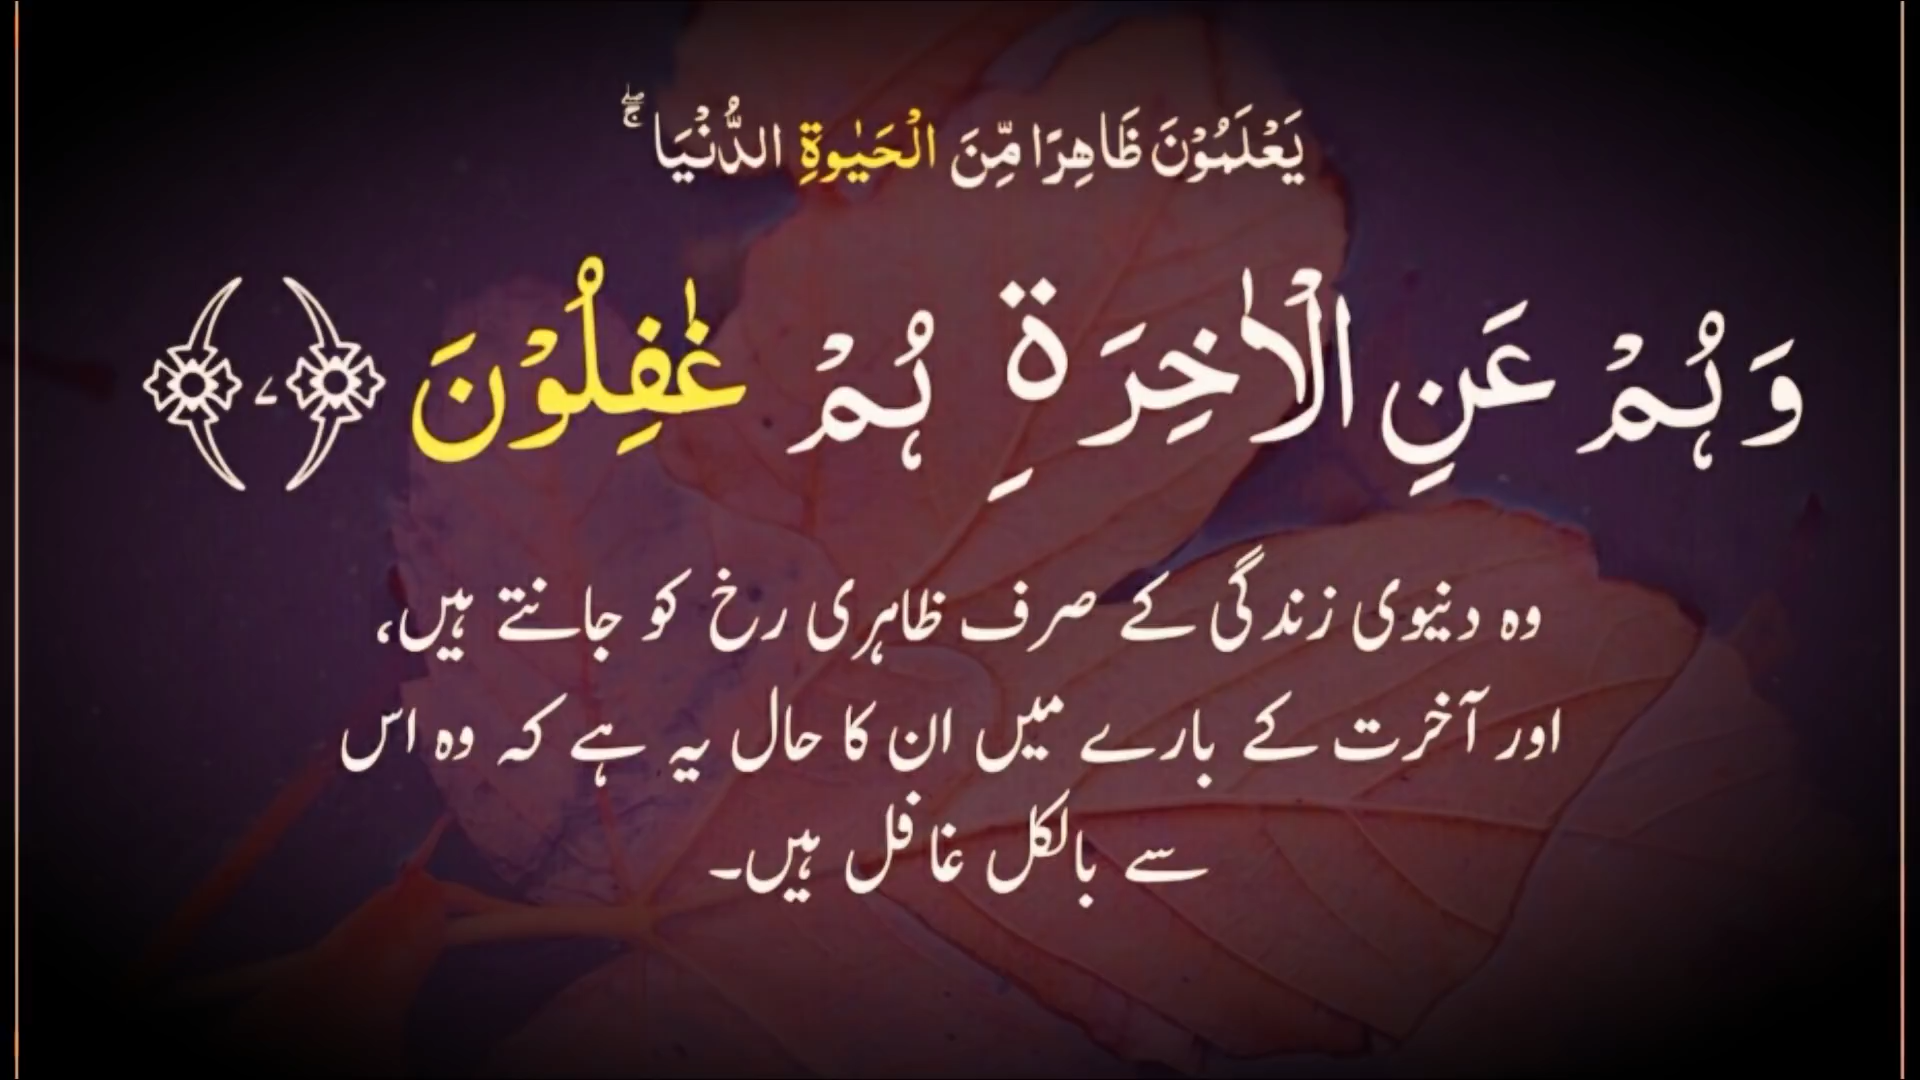 یَعْلَمُوْنَ ظَاهِرًا مِّنَ الْحَیٰوةِ الدُّنْیَا ۖۚ
وَ ہُمْ عَنِ الْاٰخِرَةِ ہُمْ غٰفِلُوْنَ ﴿۷﴾
وہ دنیوی زندگی کے صرف ظاہری رخ کو جانتے ہیں،
اور آخرت کے بارے میں ان کا حال یہ ہے کہ وہ اس
سے بالکل غافل ہیں۔